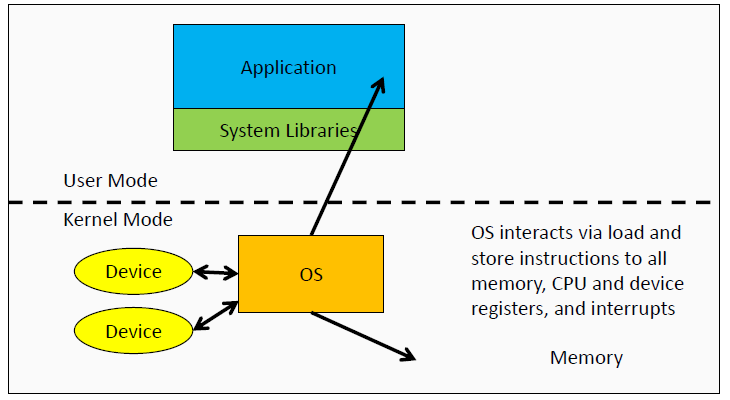 Application
System Libraries
User Mode
Kernel Mode
Device
Device
OS
OS interacts via load and
store instructions to all
memory, CPU and device
registers, and interrupts
Memory